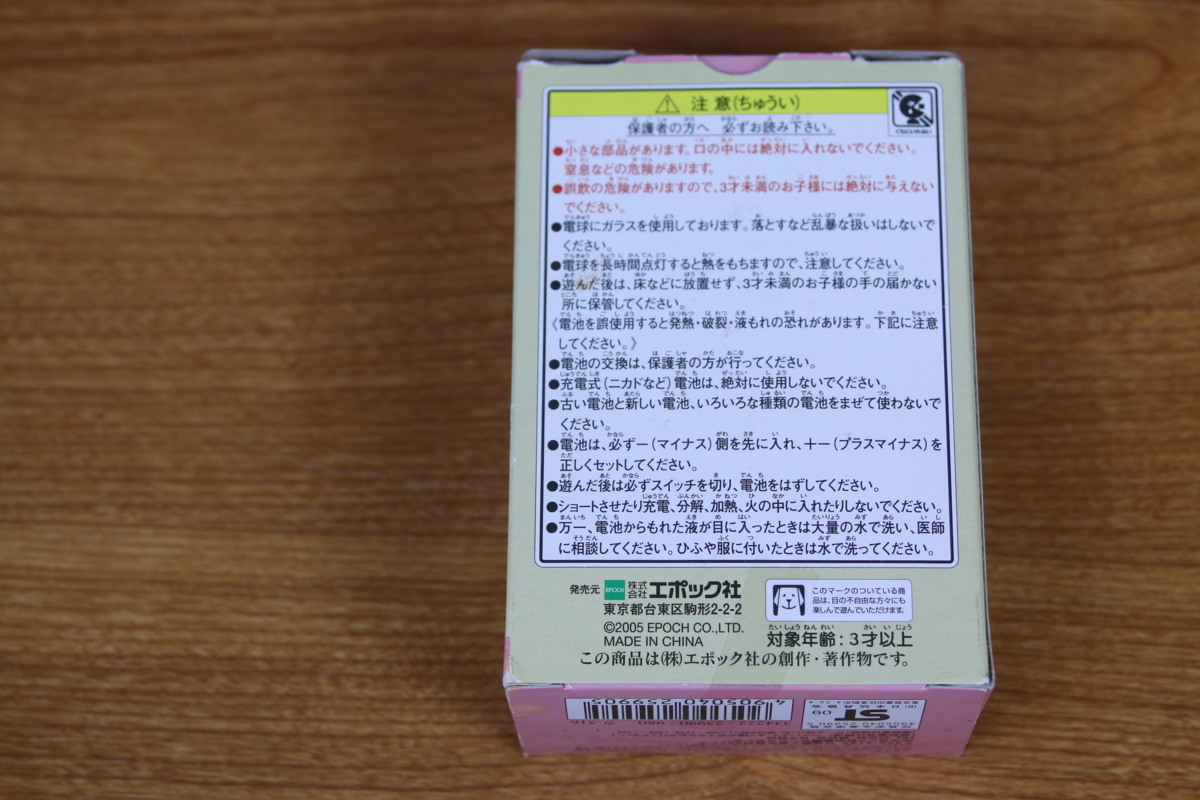 ⚠ 注意(ちゅうい)
くちにいれない
保護者の方へ 必ずお読み下さい。
●小さな部品があります。口の中には絶対に入れないでください。
窒息などの危険があります。
●誤飲の危険がありますので、3才未満のお子様には絶対に与えない
でください。
●電球にガラスを使用しております。落とすなど乱暴な扱いはしないで
ください。
●電球を長時間点灯すると熱をもちますので、注意してください。
●遊んだ後は、床などに放置せず、3才未満のお子様の手の届かない
所に保管してください。
《電池を誤使用すると発熱・破裂・液もれの恐れがあります。下記に注意
してください。》
●電池の交換は、保護者の方が行ってください。
●充電式(ニカドなど)電池は、絶対に使用しないでください。
●古い電池と新しい電池、いろいろな種類の電池をまぜて使わないで
ください。
●電池は、必ずー(マイナス)側を先に入れ、+ー(プラスマイナス)を
正しくセットしてください。
●遊んだ後は必ずスイッチを切り、電池をはずしてください。
●ショートさせたり充電、分解、加熱、火の中に入れたりしないでください。
●万一、電池からもれた液が目に入ったときは大量の水で洗い、医師
に相談してください。ひふや服に付いたときは水で洗ってください。
発売元 EPOCH 株式会社 エポック社
東京都台東区駒形2-2-2
©2005 EPOCH CO.,LTD.
MADE IN CHINA
このマークのついている商
品は、目の不自由な方々にも
楽しんで遊んでいただけます。
対象年齢:3才以上
この商品は(株)エポック社の創作・著作物です。
ST
09